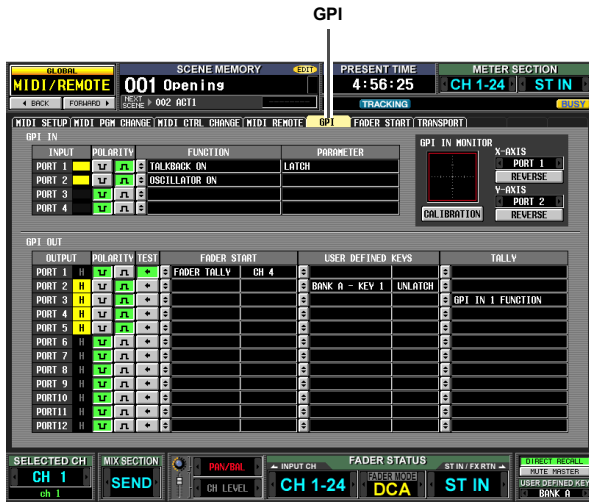 GPI
GLOBAL
MIDI/REMOTE
BACK FORWARD
SCENE MEMORY EDIT
001 Opening
NEXT SCENE 002 ACT1
PRESENT TIME
4:56:25
TRACKING
METER SECTION
CH 1-24 ST IN
BUSY
MIDI SETUP MIDI PGM CHANGE MIDI CTRL CHANGE MIDI REMOTE GPI FADER START TRANSPORT
GPI IN
INPUT POLARITY FUNCTION PARAMETER
PORT 1 TALKBACK ON LATCH
PORT 2 OSCILLATOR ON
PORT 3
PORT 4
GPI IN MONITOR
X-AXIS
PORT 1
REVERSE
Y-AXIS
PORT 2
CALIBRATION REVERSE
GPI OUT
OUTPUT POLARITY TEST FADER START USER DEFINED KEYS TALLY
PORT 1 H FADER TALLY CH 4
PORT 2 H BANK A - KEY 1 UNLATCH
PORT 3 H GPI IN 1 FUNCTION
PORT 4 H
PORT 5 H
PORT 6 H
PORT 7 H
PORT 8 H
PORT 9 H
PORT10 H
PORT11 H
PORT12 H
SELECTED CH
CH 1
ch 1
MIX SECTION
SEND
PAN/BAL
CH LEVEL
FADER STATUS
INPUT CH
CH 1-24
FADER MODE
DCA
ST IN / FX RTN
ST IN
DIRECT RECALL
MUTE MASTER
USER DEFINED KEY
BANK A